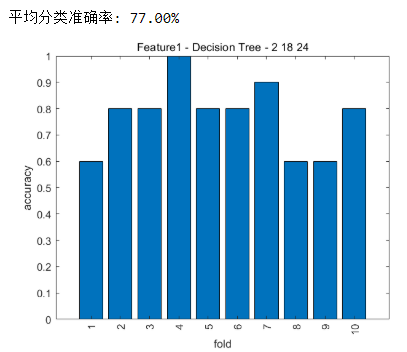 平均分类准确率: 77.00%
Feature1 - Decision Tree - 2 18 24
1
0.9
0.8
0.7
0.6
0.5
0.4
0.3
0.2
0.1
0
accuracy
1 2 3 4 5 6 7 8 9 10
fold